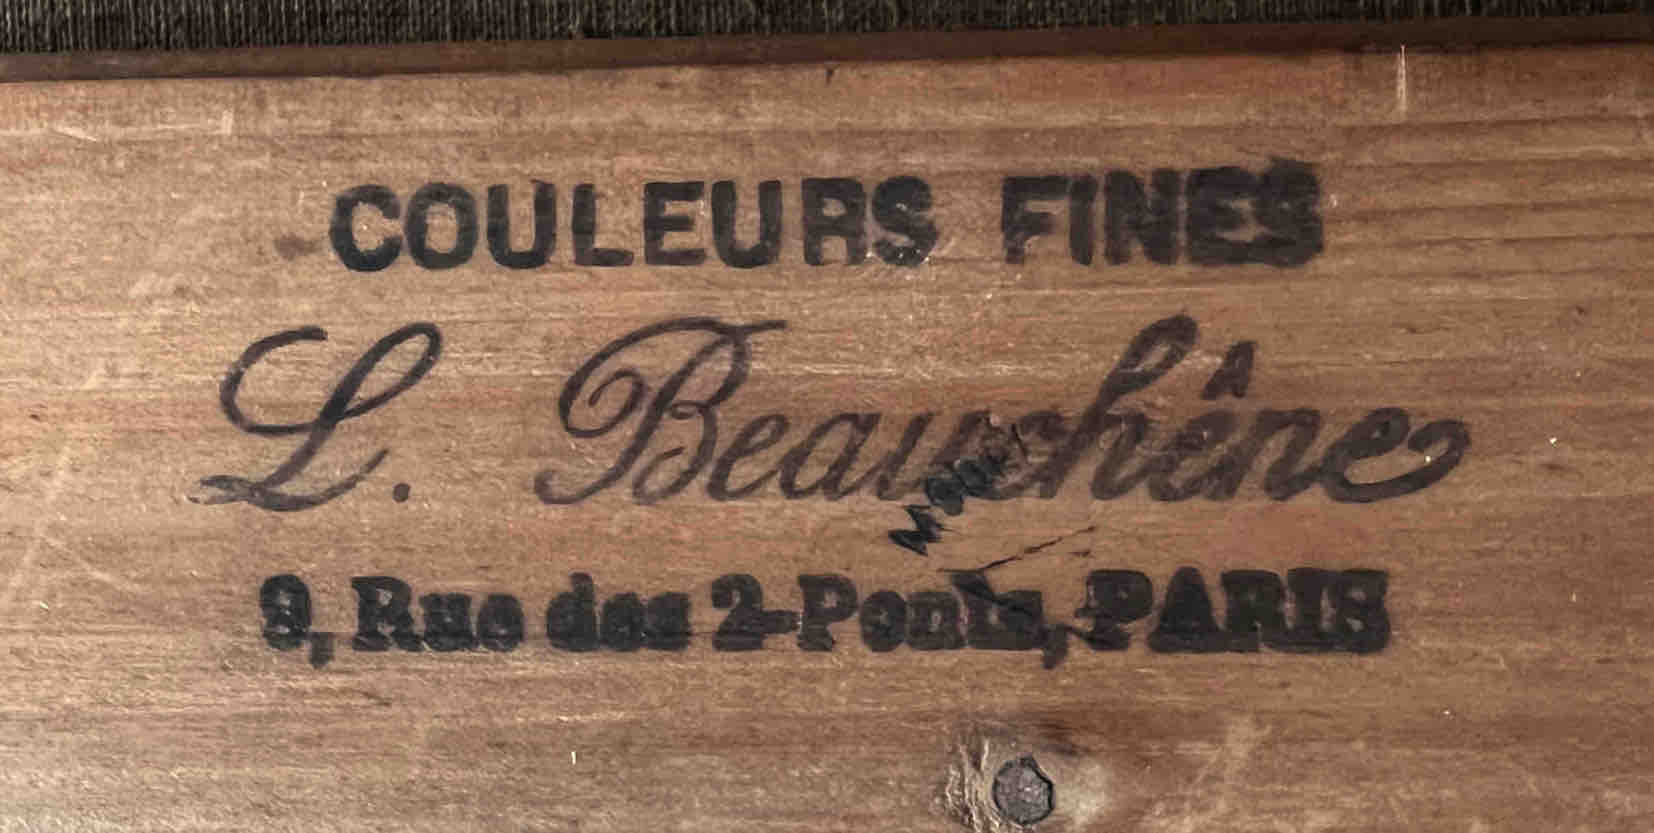 COULEURS FINES
L. Beauchêne
9, Rue des 2-Ponts, PARIS